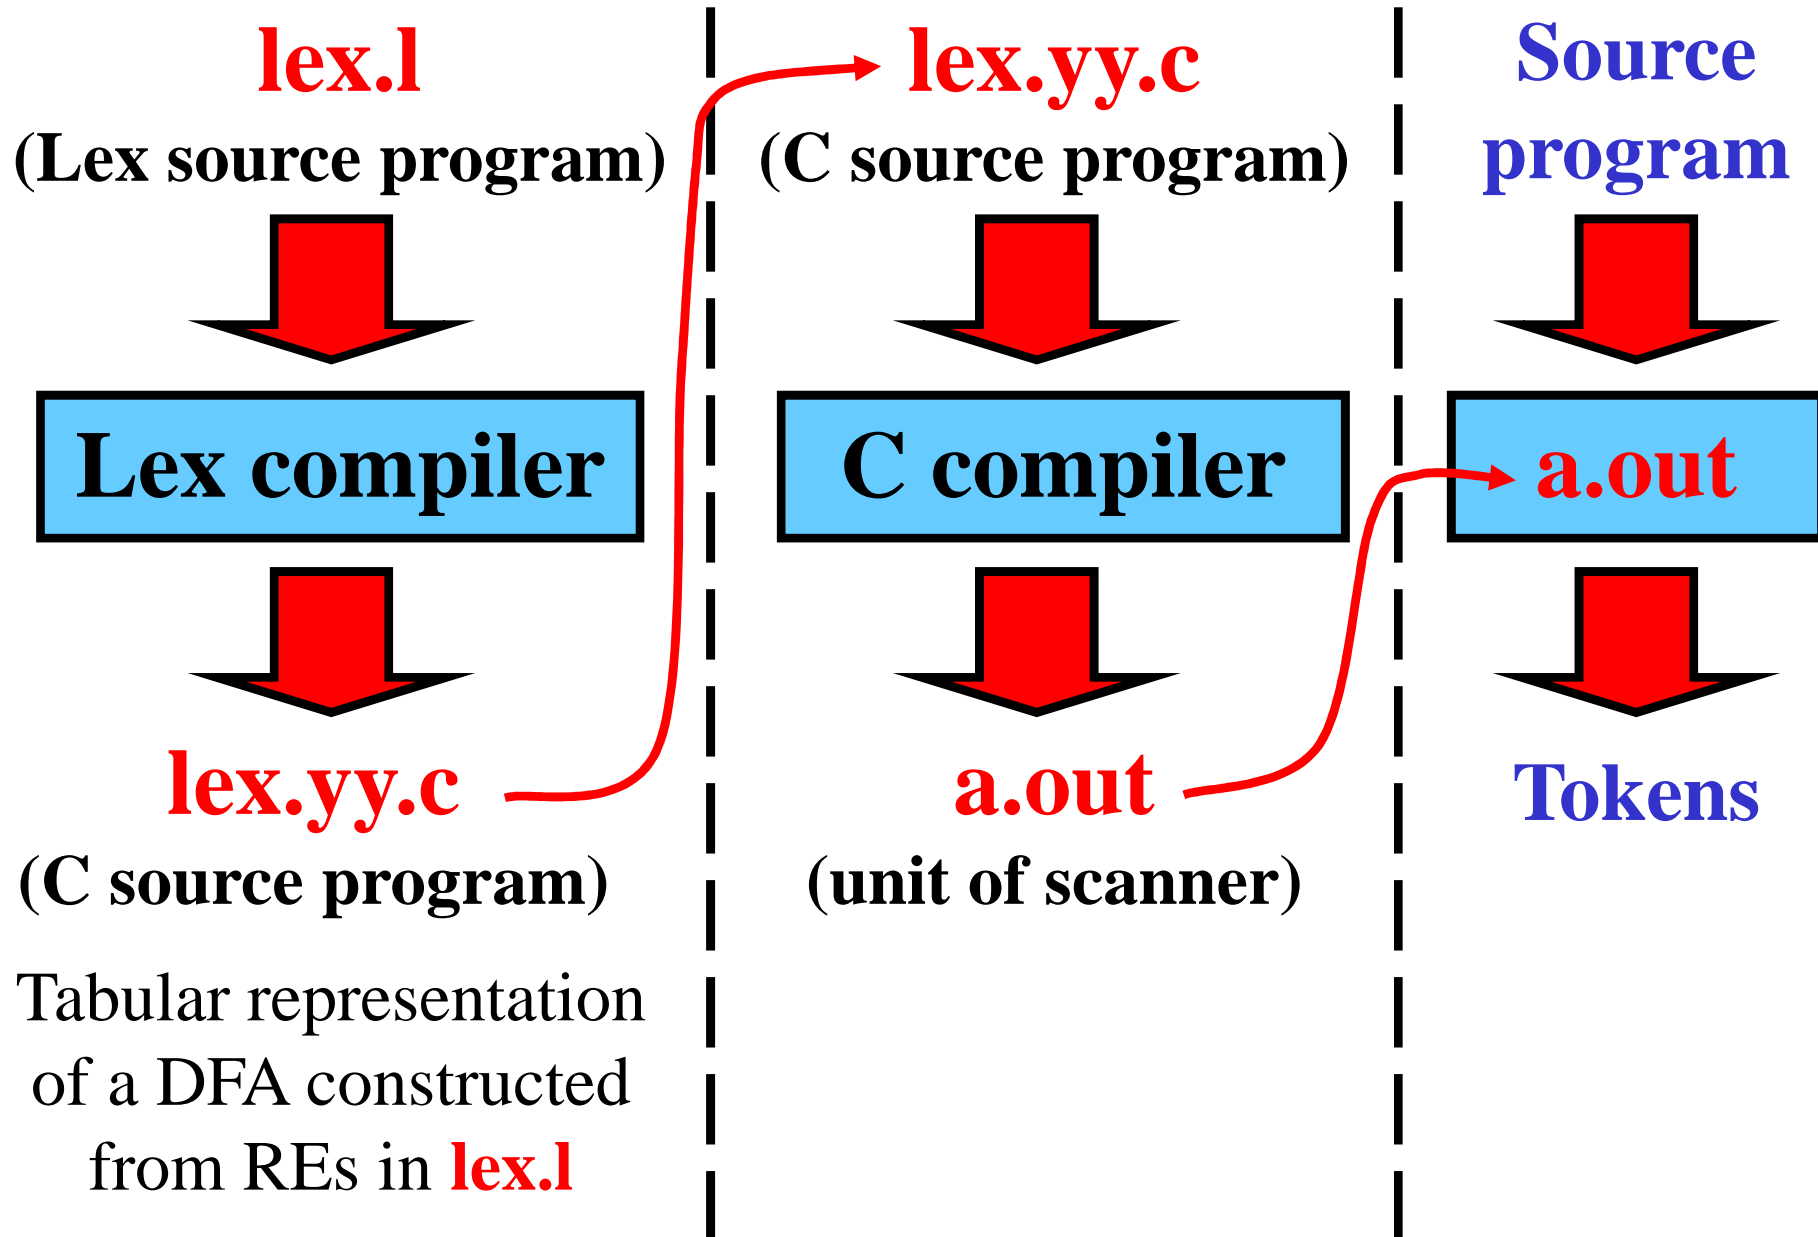 lex.l
(Lex source program)
Lex compiler
lex.yy.c
(C source program)
Tabular representation
of a DFA constructed
from REs in lex.l
lex.yy.c
(C source program)
C compiler
a.out
(unit of scanner)
Source
program
a.out
Tokens